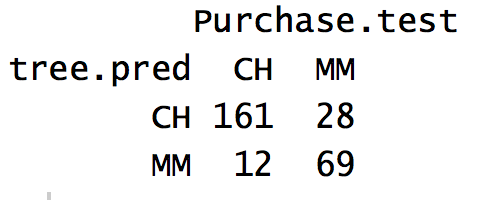 Purchase.test
tree.pred CH MM
CH 161 28
MM 12 69